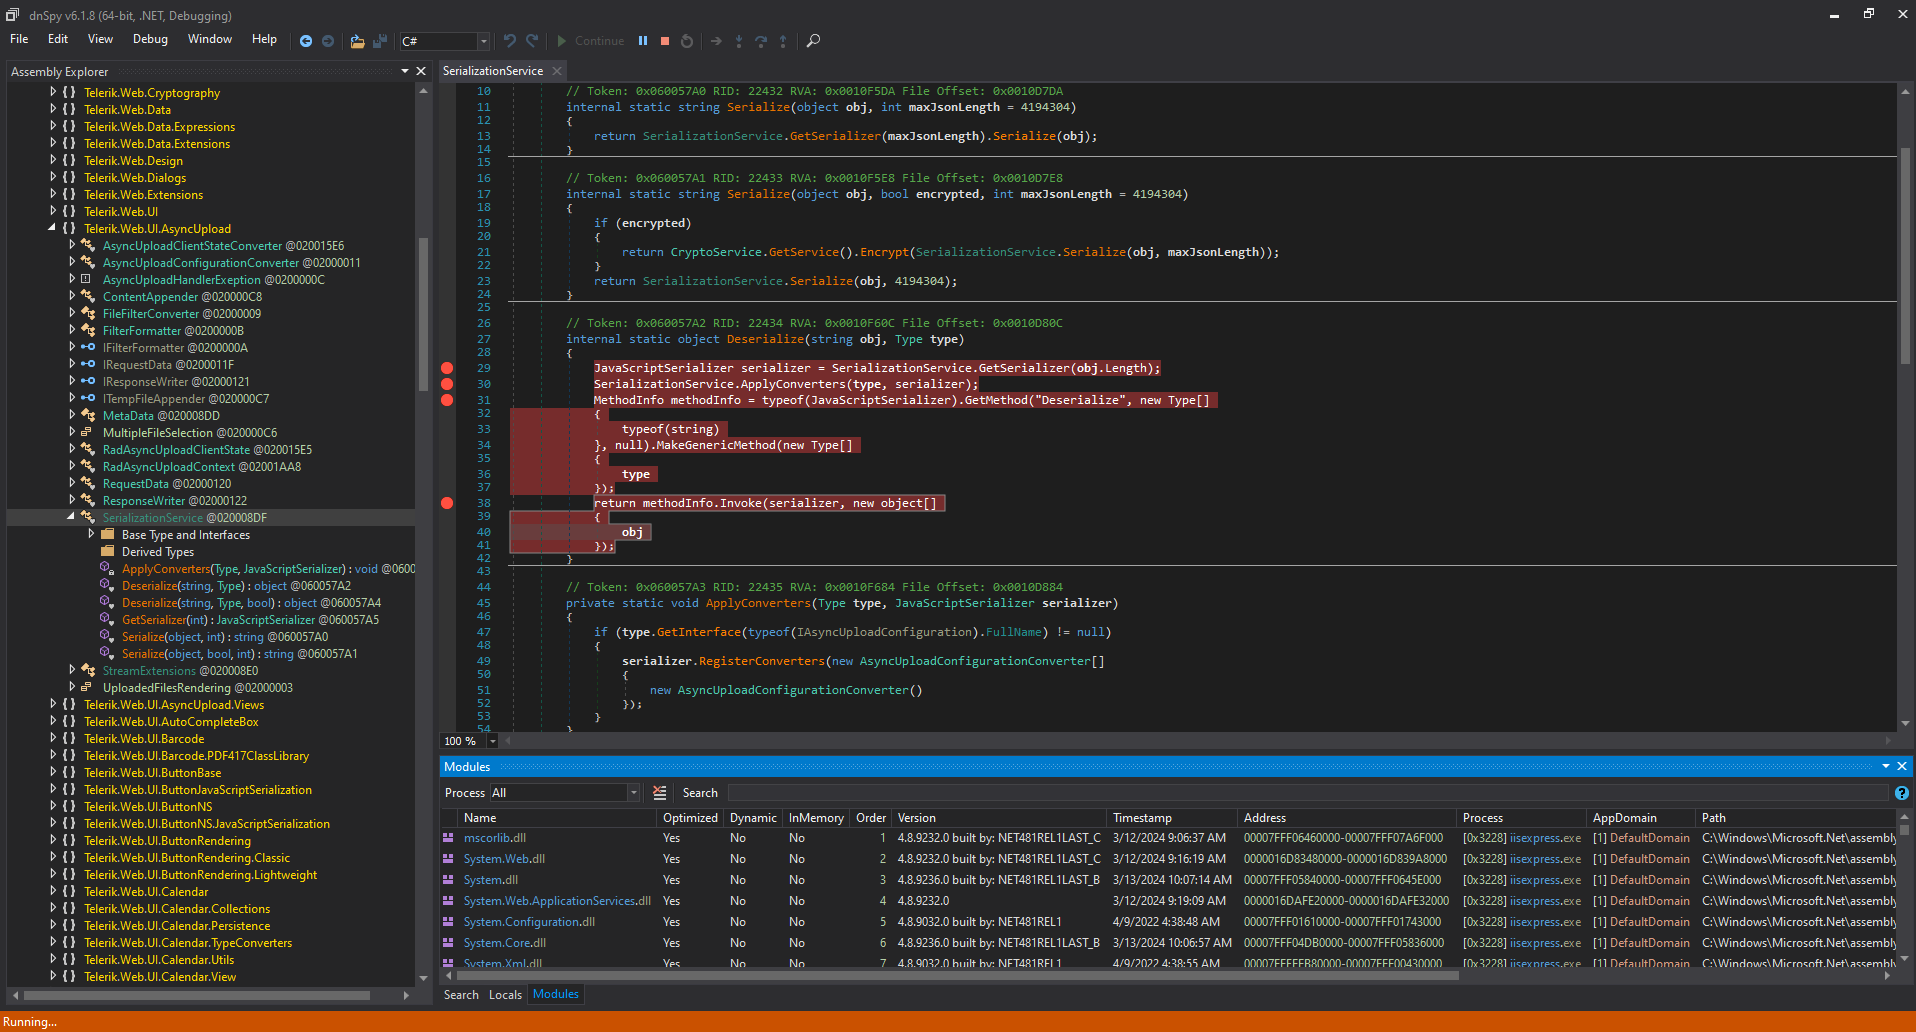 dnSpy v6.1.8 (64-bit, .NET, Debugging)
File Edit View Debug Window Help C# Continue
Assembly Explorer
Telerik.Web.Cryptography
Telerik.Web.Data
Telerik.Web.Data.Expressions
Telerik.Web.Data.Extensions
Telerik.Web.Design
Telerik.Web.Dialogs
Telerik.Web.Extensions
Telerik.Web.UI
Telerik.Web.UI.AsyncUpload
AsyncUploadClientStateConverter @020015E6
AsyncUploadConfigurationConverter @02000011
AsyncUploadHandlerExeption @0200000C
ContentAppender @020000C8
FileFilterConverter @02000009
FilterFormatter @0200000B
IFilterFormatter @0200000A
IRequestData @0200011F
IResponseWriter @02000121
ITempFileAppender @020000C7
MetaData @020008DD
MultipleFileSelection @020000C6
RadAsyncUploadClientState @020015E5
RadAsyncUploadContext @02001AA8
RequestData @02000120
ResponseWriter @02000122
SerializationService @020008DF
Base Type and Interfaces
Derived Types
ApplyConverters(Type, JavaScriptSerializer) : void @0600
Deserialize(string, Type) : object @060057A2
Deserialize(string, Type, bool) : object @060057A4
GetSerializer(int) : JavaScriptSerializer @060057A5
Serialize(object, int) : string @060057A0
Serialize(object, bool, int) : string @060057A1
StreamExtensions @020008E0
UploadedFilesRendering @02000003
Telerik.Web.UI.AsyncUpload.Views
Telerik.Web.UI.AutoCompleteBox
Telerik.Web.UI.Barcode
Telerik.Web.UI.Barcode.PDF417ClassLibrary
Telerik.Web.UI.ButtonBase
Telerik.Web.UI.ButtonJavaScriptSerialization
Telerik.Web.UI.ButtonNS
Telerik.Web.UI.ButtonNS.JavaScriptSerialization
Telerik.Web.UI.ButtonRendering
Telerik.Web.UI.ButtonRendering.Classic
Telerik.Web.UI.ButtonRendering.Lightweight
Telerik.Web.UI.Calendar
Telerik.Web.UI.Calendar.Collections
Telerik.Web.UI.Calendar.Persistence
Telerik.Web.UI.Calendar.TypeConverters
Telerik.Web.UI.Calendar.Utils
Telerik.Web.UI.Calendar.View
SerializationService
10 // Token: 0x060057A0 RID: 22432 RVA: 0x0010F5DA File Offset: 0x0010D7DA
11 internal static string Serialize(object obj, int maxJsonLength = 4194304)
12 {
13 return SerializationService.GetSerializer(maxJsonLength).Serialize(obj);
14 }
15
16 // Token: 0x060057A1 RID: 22433 RVA: 0x0010F5E8 File Offset: 0x0010D7E8
17 internal static string Serialize(object obj, bool encrypted, int maxJsonLength = 4194304)
18 {
19 if (encrypted)
20 {
21 return CryptoService.GetService().Encrypt(SerializationService.Serialize(obj, maxJsonLength));
22 }
23 return SerializationService.Serialize(obj, 4194304);
24 }
25
26 // Token: 0x060057A2 RID: 22434 RVA: 0x0010F60C File Offset: 0x0010D80C
27 internal static object Deserialize(string obj, Type type)
28 {
29 JavaScriptSerializer serializer = SerializationService.GetSerializer(obj.Length);
30 SerializationService.ApplyConverters(type, serializer);
31 MethodInfo methodInfo = typeof(JavaScriptSerializer).GetMethod("Deserialize", new Type[]
32 {
33 typeof(string)
34 }, null).MakeGenericMethod(new Type[]
35 {
36 type
37 });
38 return methodInfo.Invoke(serializer, new object[]
39 {
40 obj
41 });
42 }
43
44 // Token: 0x060057A3 RID: 22435 RVA: 0x0010F684 File Offset: 0x0010D884
45 private static void ApplyConverters(Type type, JavaScriptSerializer serializer)
46 {
47 if (type.GetInterface(typeof(IAsyncUploadConfiguration).FullName) != null)
48 {
49 serializer.RegisterConverters(new AsyncUploadConfigurationConverter[]
50 {
51 new AsyncUploadConfigurationConverter()
52 });
53 }
54 }
100 %
Modules
Process All Search
Name Optimized Dynamic InMemory Order Version Timestamp Address Process AppDomain Path
mscorlib.dll Yes No No 1 4.8.9232.0 built by: NET481REL1LAST_C 3/12/2024 9:06:37 AM 00007FFF06460000-00007FFF07A6F000 [0x3228] iisexpress.exe [1] DefaultDomain C:\Windows\Microsoft.Net\assembly
System.Web.dll Yes No No 2 4.8.9232.0 built by: NET481REL1LAST_C 3/12/2024 9:16:19 AM 0000016D83480000-0000016D839A8000 [0x3228] iisexpress.exe [1] DefaultDomain C:\Windows\Microsoft.Net\assembly
System.dll Yes No No 3 4.8.9236.0 built by: NET481REL1LAST_B 3/13/2024 10:07:14 AM 00007FFF05840000-00007FFF0645E000 [0x3228] iisexpress.exe [1] DefaultDomain C:\Windows\Microsoft.Net\assembly
System.Web.ApplicationServices.dll Yes No No 4 4.8.9232.0 3/12/2024 9:19:09 AM 0000016DAFE20000-0000016DAFE32000 [0x3228] iisexpress.exe [1] DefaultDomain C:\Windows\Microsoft.Net\assembly
System.Configuration.dll Yes No No 5 4.8.9032.0 built by: NET481REL1 4/9/2022 4:38:48 AM 00007FFF01610000-00007FFF01743000 [0x3228] iisexpress.exe [1] DefaultDomain C:\Windows\Microsoft.Net\assembly
System.Core.dll Yes No No 6 4.8.9236.0 built by: NET481REL1LAST_B 3/13/2024 10:06:57 AM 00007FFF04DB0000-00007FFF05836000 [0x3228] iisexpress.exe [1] DefaultDomain C:\Windows\Microsoft.Net\assembly
System.Xml.dll Yes No No 7 4.8.9032.0 built by: NET481REL1 4/9/2022 4:38:55 AM 00007FFFFFB80000-00007FFF00430000 [0x3228] iisexpress.exe [1] DefaultDomain C:\Windows\Microsoft.Net\assembly
Search Locals Modules
Running...